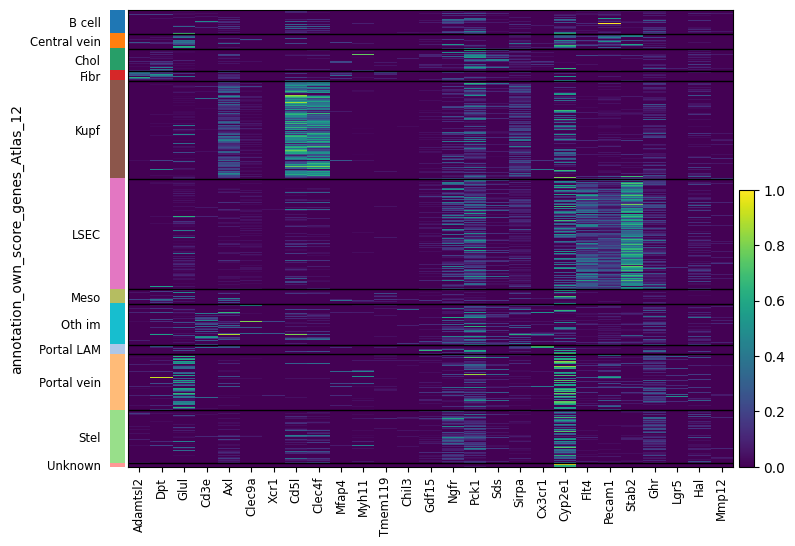 annotation_own_score_genes_Atlas_12
B cell
Central vein
Chol
Fibr
Kupf
LSEC
Meso
Oth im
Portal LAM
Portal vein
Stel
Unknown
Adamtsl2
Dpt
Glul
Cd3e
Axl
Clec9a
Xcr1
Cd5l
Clec4f
Mfap4
Myh11
Tmem119
Chil3
Gdf15
Ngfr
Pck1
Sds
Sirpa
Cx3cr1
Cyp2e1
Flt4
Pecam1
Stab2
Ghr
Lgr5
Hal
Mmp12
1.0
0.8
0.6
0.4
0.2
0.0